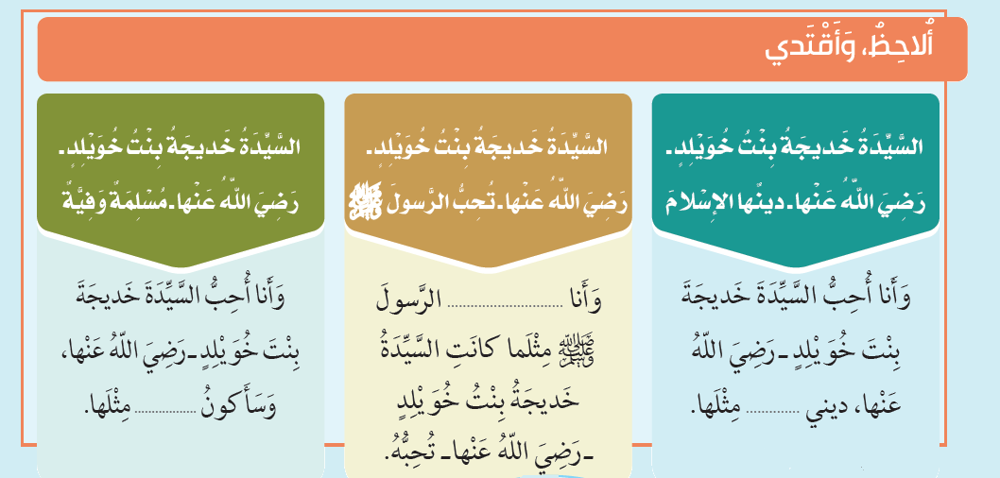 أُلاحِظُ، وَأَقْتَدي
السَّيِّدَةُ خَديجَةُ بِنْتُ خُوَيْلِدٍ ـ
رَضِيَ اللّهُ عَنْها ـ دينُها الإِسْلامَ
وَأَنا أُحِبُّ السَّيِّدَةَ خَديجَةَ
بِنْتَ خُوَيْلِدٍ ـ رَضِيَ اللّهُ
عَنْها، ديني .............. مِثْلَها.
السَّيِّدَةُ خَديجَةُ بِنْتُ خُوَيْلِدٍ ـ
رَضِيَ اللّهُ عَنْها ـ تُحِبُّ الرَّسولَ ﷺ
وَأَنا .............................. الرَّسولَ
ﷺ مِثْلَما كانَتِ السَّيِّدَةُ
خَديجَةُ بِنْتُ خُوَيْلِدٍ
ـ رَضِيَ اللّهُ عَنْها ـ تُحِبُّهُ.
السَّيِّدَةُ خَديجَةُ بِنْتُ خُوَيْلِدٍ ـ
رَضِيَ اللّهُ عَنْها ـ مُسْلِمَةٌ وَفِيَّةٌ
وَأَنا أُحِبُّ السَّيِّدَةَ خَديجَةَ
بِنْتَ خُوَيْلِدٍ ـ رَضِيَ اللّهُ عَنْها،
وَسَأَكونُ ................ مِثْلَها.